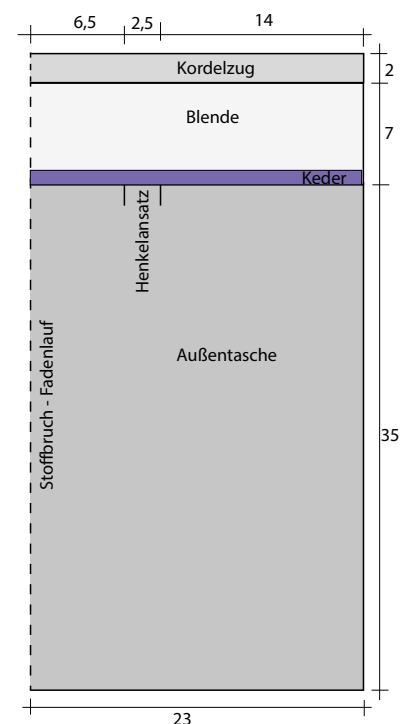 6,5
2,5
14
Kordelzug
2
Blende
7
Keder
Henkelansatz
Außentasche
Stoffbruch - Fadenlauf
35
23